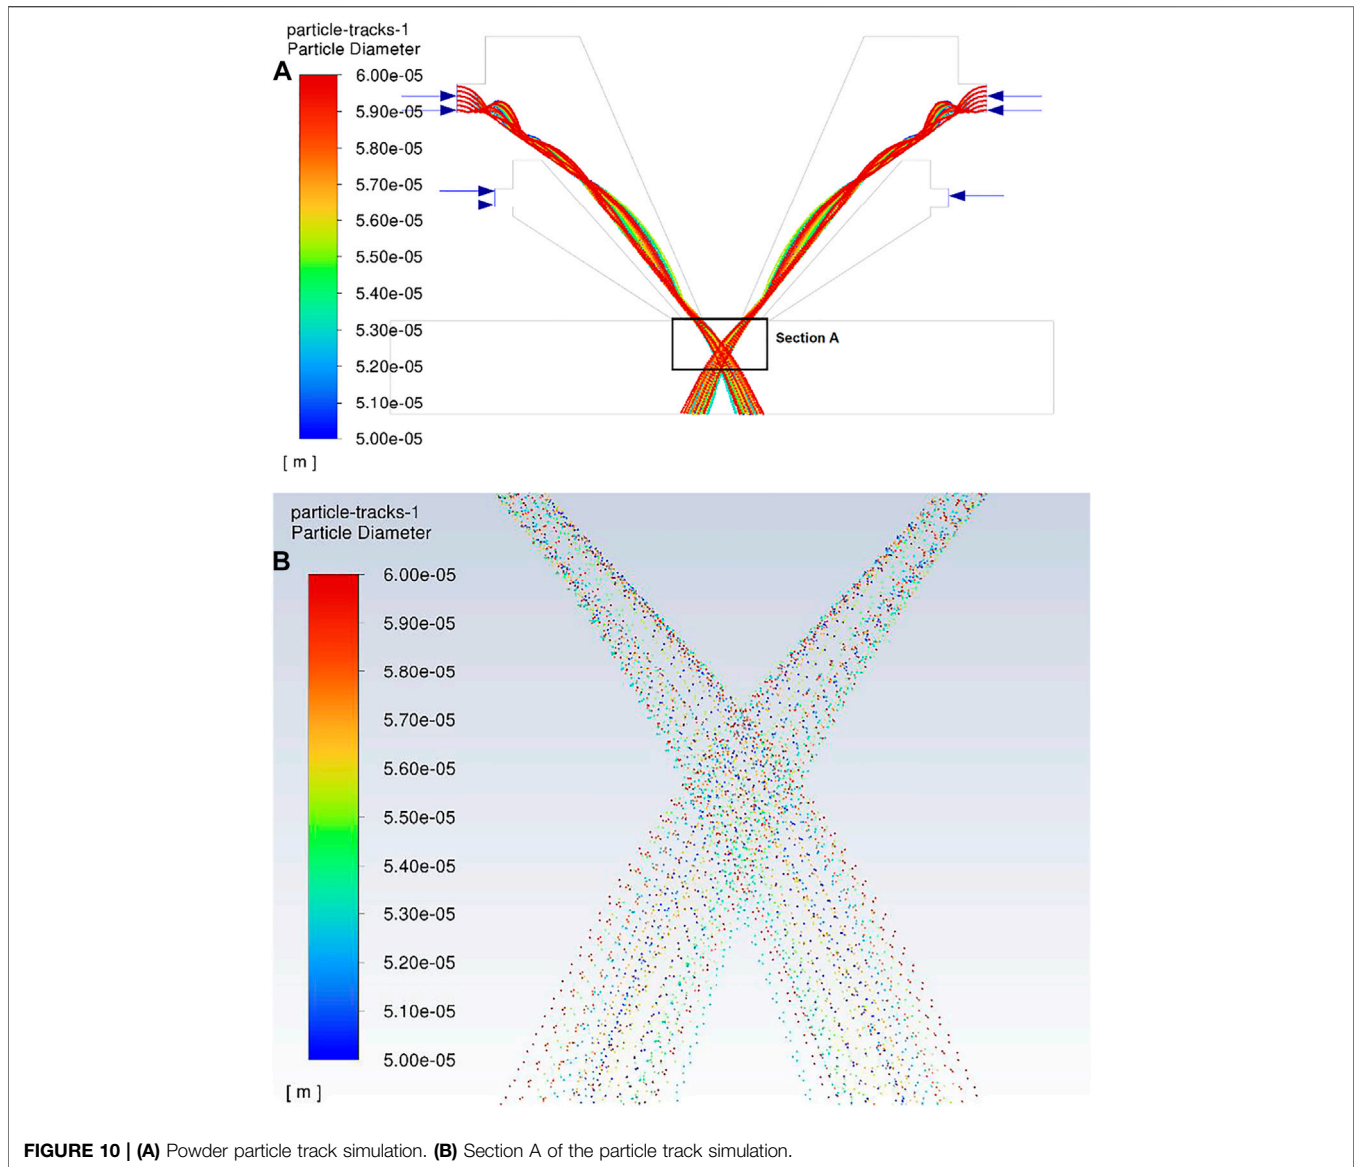 particle-tracks-1
Particle Diameter
A
6.00e-05
5.90e-05
5.80e-05
5.70e-05
5.60e-05
5.50e-05
5.40e-05
5.30e-05
5.20e-05
5.10e-05
5.00e-05
[ m ]
Section A
particle-tracks-1
Particle Diameter
B
6.00e-05
5.90e-05
5.80e-05
5.70e-05
5.60e-05
5.50e-05
5.40e-05
5.30e-05
5.20e-05
5.10e-05
5.00e-05
[ m ]
FIGURE 10 | (A) Powder particle track simulation. (B) Section A of the particle track simulation.